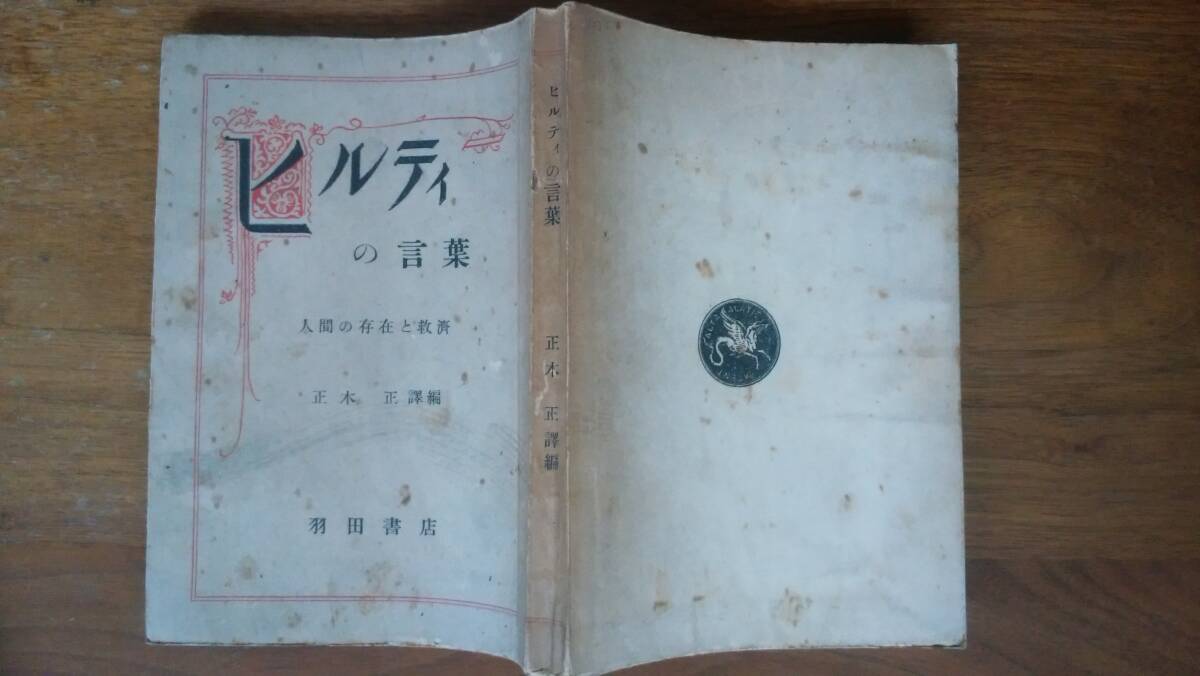 ヒルティ
の言葉
人間の存在と救済
正木 正譯編
羽田書店
ヒルティの言葉 正木 正譯編